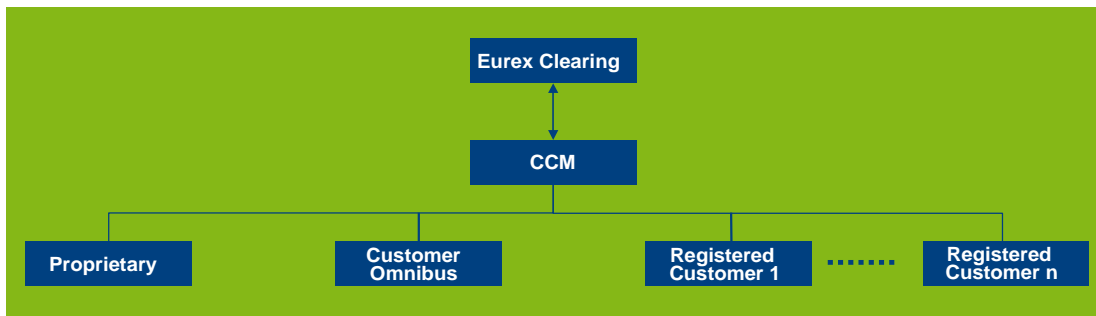 Eurex Clearing
CCM
Proprietary
Customer
Omnibus
Registered
Customer 1
Registered
Customer n